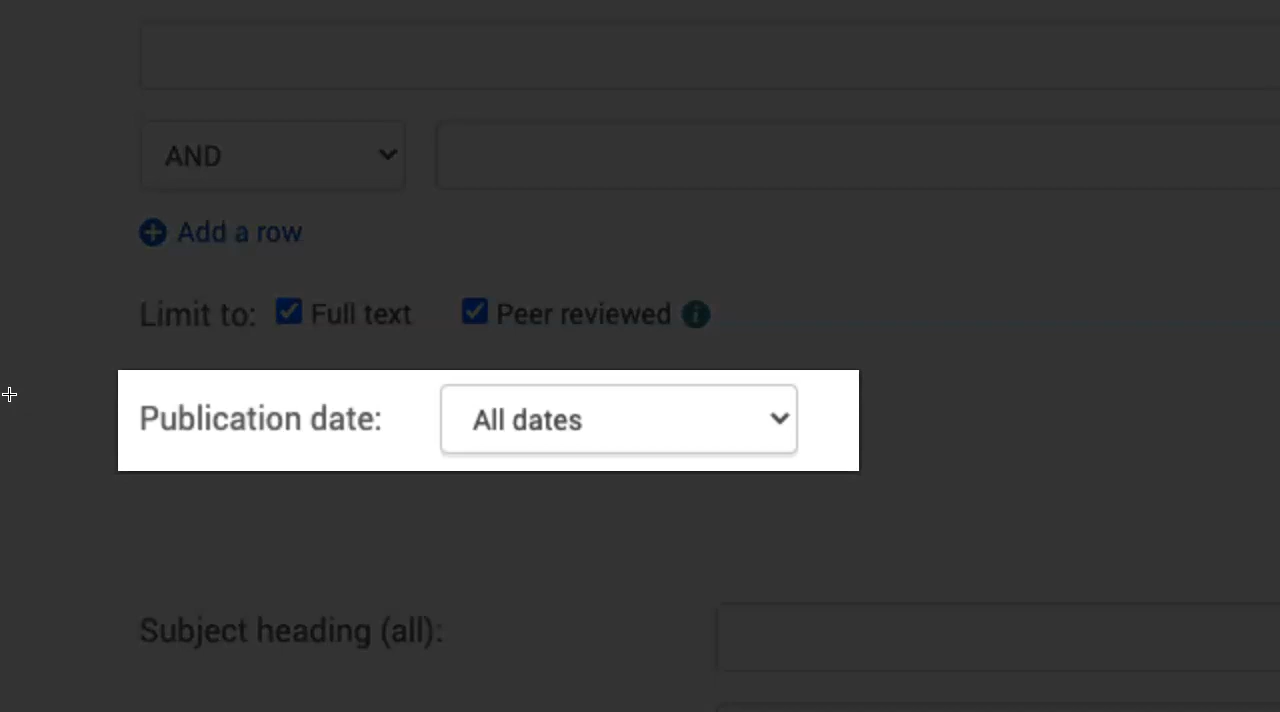 AND
Add a row
Limit to: Full text Peer reviewed
Publication date: All dates
Subject heading (all):